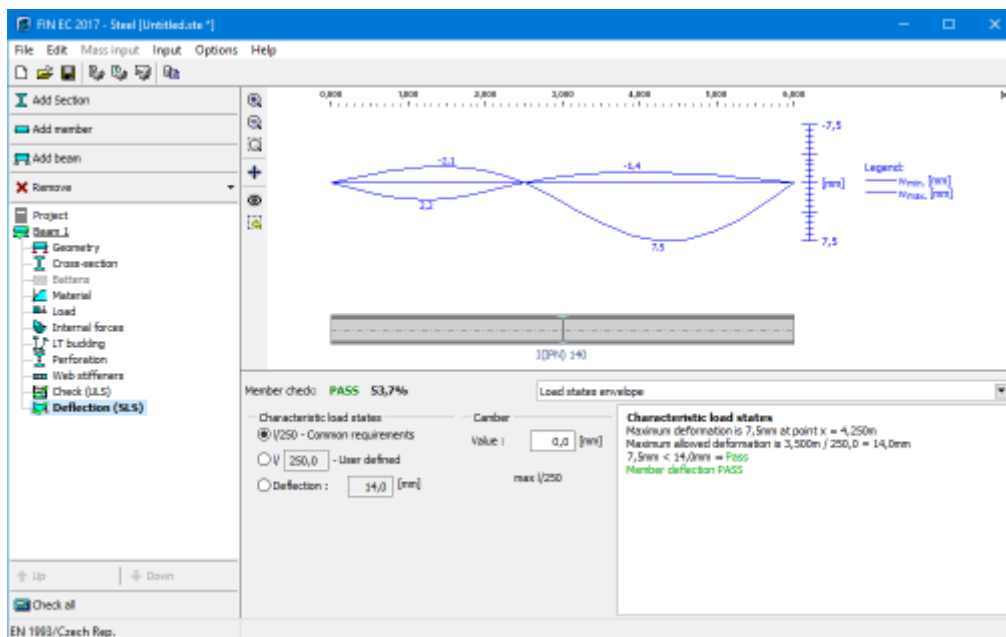 FIN EC 2017 - Steel [Untitled.ste *]
File Edit Mass input Input Options Help
Add Section
Add member
Add beam
Remove
Project
Beam 1
Geometry
Cross-section
Battens
Material
Load
Internal forces
LT buckling
Perforation
Web stiffeners
Check (ULS)
Deflection (SLS)
Up Down
Check all
EN 1993/Czech Rep.
0,000 1,000 2,000 3,000 4,000 5,000 6,000
-2,1 -1,4
2,2 7,5
-7,5
[mm]
7,5
Legend:
wmin. [mm]
wmax. [mm]
I(IPN) 140
Member check: PASS 53,7%
Load states envelope
Characteristic load states
l/250 - Common requirements
l/ 250,0 - User defined
Deflection : 14,0 [mm]
Camber
Value : 0,0 [mm]
max l/250
Characteristic load states
Maximum deformation is 7,5mm at point x = 4,250m
Maximum allowed deformation is 3,500m / 250,0 = 14,0mm
7,5mm < 14,0mm => Pass
Member deflection PASS